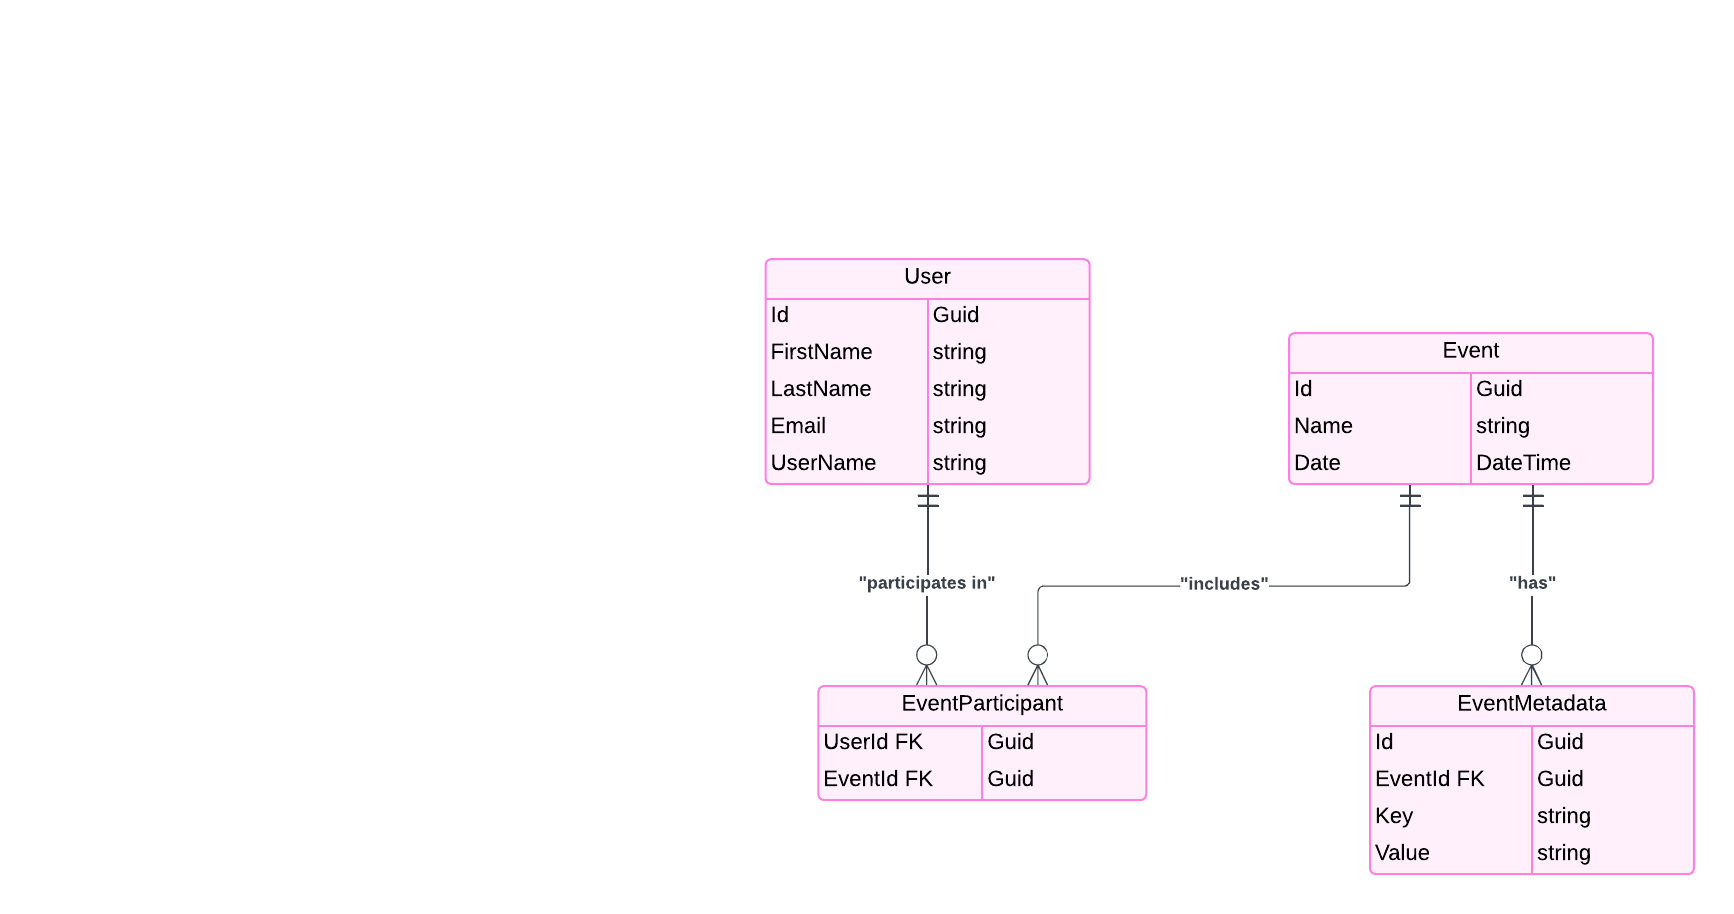 User
Id Guid
FirstName string
LastName string
Email string
UserName string
Event
Id Guid
Name string
Date DateTime
"participates in"
"includes"
"has"
EventParticipant
UserId FK Guid
EventId FK Guid
EventMetadata
Id Guid
EventId FK Guid
Key string
Value string